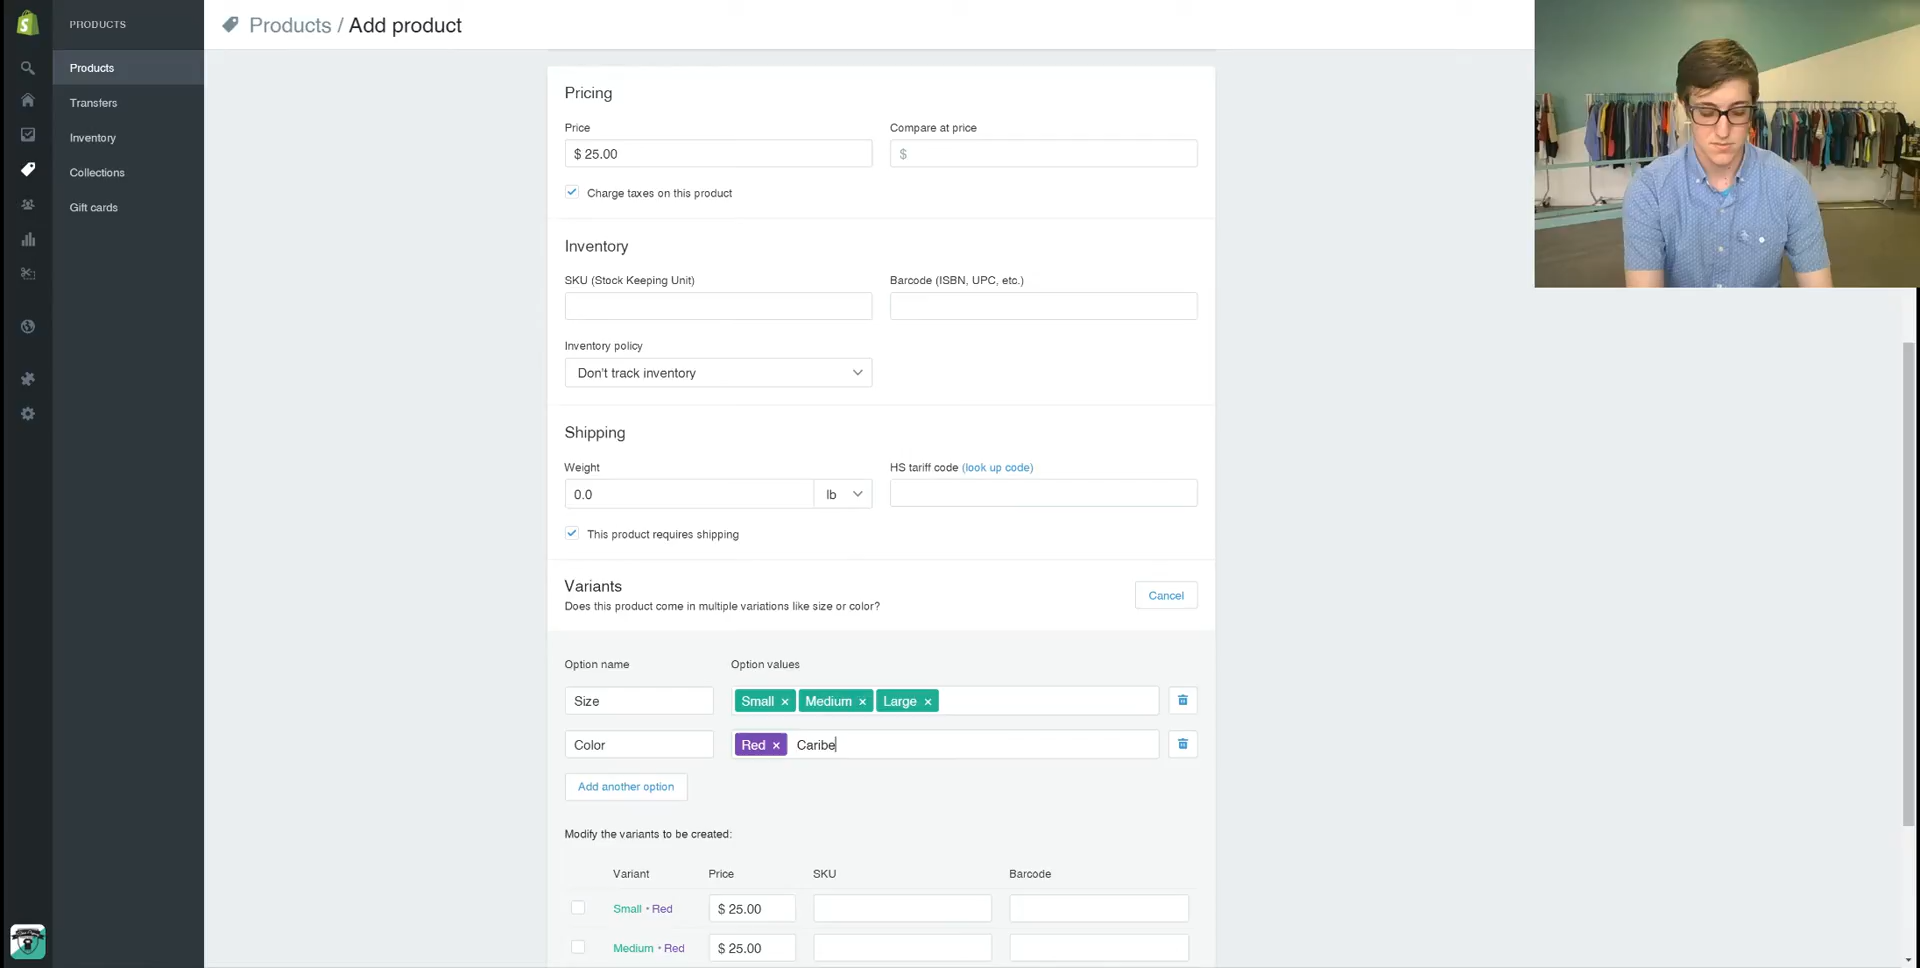 PRODUCTS
Products / Add product
Products
Transfers
Inventory
Collections
Gift cards
Pricing
Price
Compare at price
$ 25.00
$
Charge taxes on this product
Inventory
SKU (Stock Keeping Unit)
Barcode (ISBN, UPC, etc.)
Inventory policy
Don't track inventory
Shipping
Weight
HS tariff code (look up code)
0.0
lb
This product requires shipping
Variants
Does this product come in multiple variations like size or color?
Cancel
Option name
Option values
Size
Small × Medium × Large ×
Color
Red × Caribe
Add another option
Modify the variants to be created:
Variant
Price
SKU
Barcode
Small • Red
$ 25.00
Medium • Red
$ 25.00